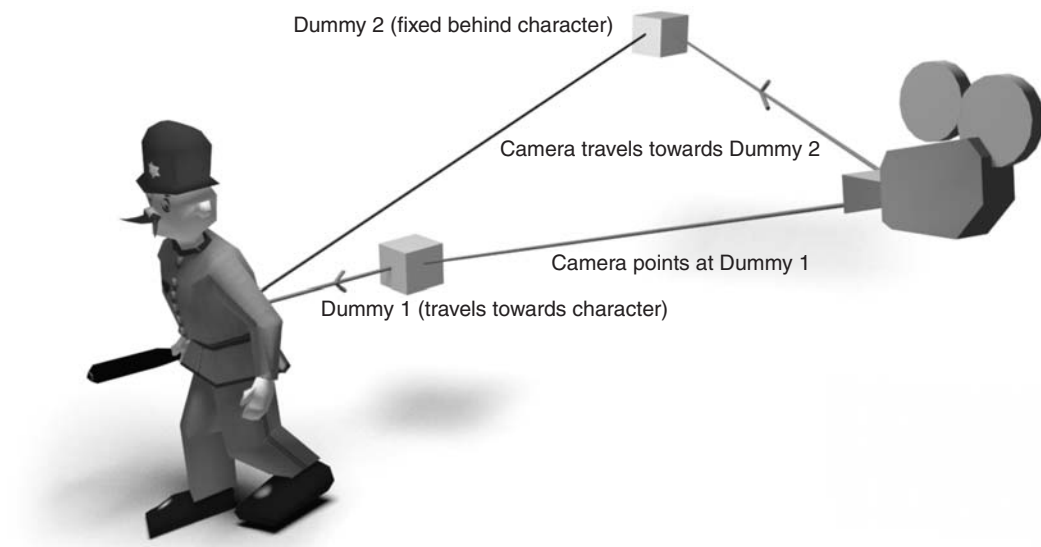 Dummy 2 (fixed behind character)
Camera travels towards Dummy 2
Camera points at Dummy 1
Dummy 1 (travels towards character)